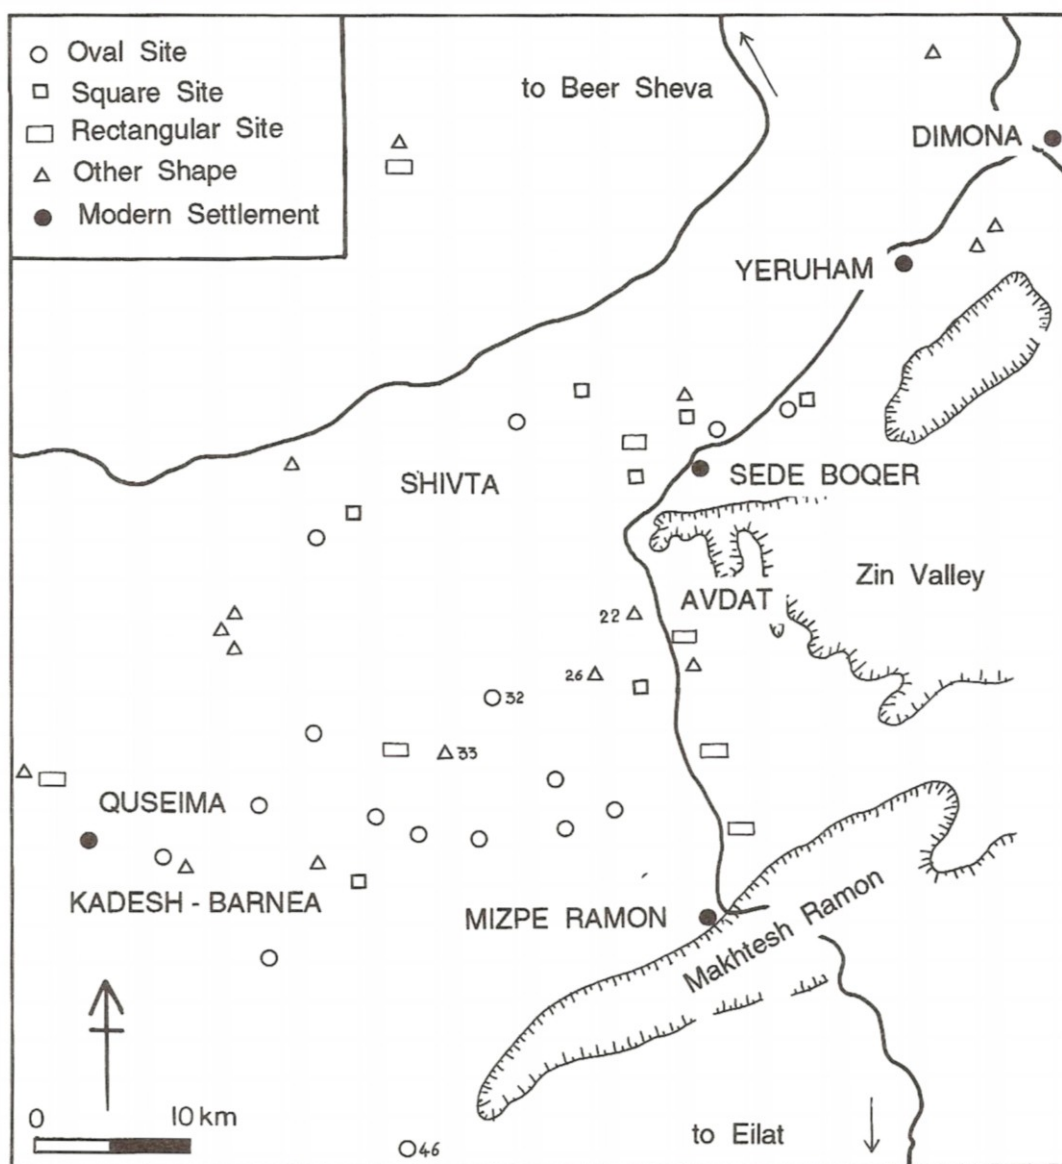 Oval Site
Square Site
Rectangular Site
Other Shape
Modern Settlement
to Beer Sheva
DIMONA
YERUHAM
SHIVTA
SEDE BOQER
Zin Valley
AVDAT
22
26
32
33
QUSEIMA
KADESH - BARNEA
MIZPE RAMON
Makhtesh Ramon
0 10 km
to Eilat
46